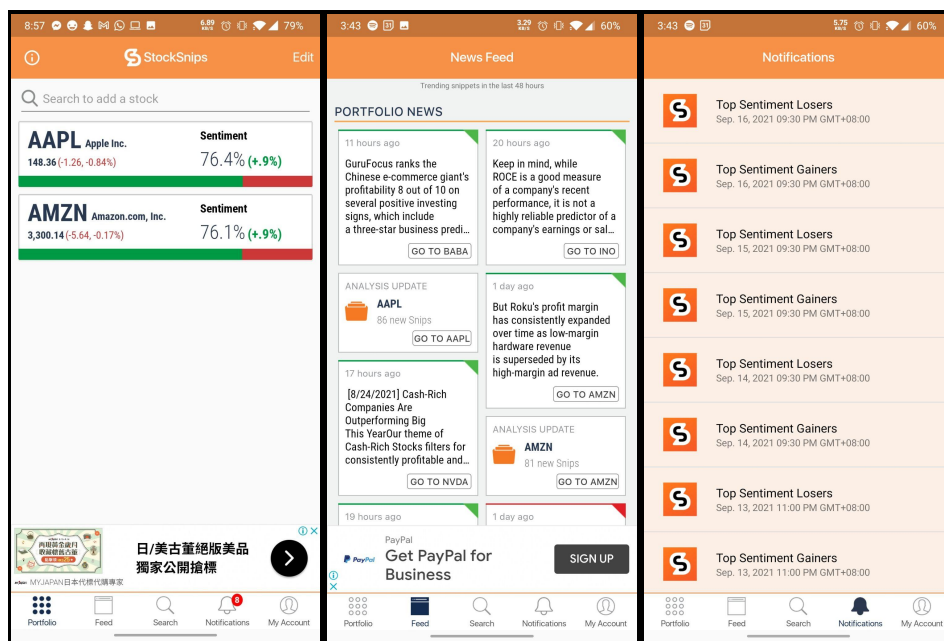 8:57
6.89
KB/S
79%
StockSnips
Edit
Search to add a stock
AAPL Apple Inc.
148.36 (-1.26, -0.84%)
Sentiment
76.4% (+.9%)
AMZN Amazon.com, Inc.
3,300.14 (-5.64, -0.17%)
Sentiment
76.1% (+.9%)
日/美古董絕版美品
獨家公開搶標
MYJAPAN日本代標代購專家
Portfolio
Feed
Search
8
Notifications
My Account
3:43
31
3.29
KB/S
60%
News Feed
Trending snippets in the last 48 hours
PORTFOLIO NEWS
11 hours ago
GuruFocus ranks the
Chinese e-commerce giant's
profitability 8 out of 10 on
several positive investing
signs, which include
a three-star business predi...
GO TO BABA
20 hours ago
Keep in mind, while
ROCE is a good measure
of a company's recent
performance, it is not a
highly reliable predictor of a
company's earnings or sal...
GO TO INO
ANALYSIS UPDATE
AAPL
86 new Snips
GO TO AAPL
1 day ago
But Roku's profit margin
has consistently expanded
over time as low-margin
hardware revenue
is superseded by its
high-margin ad revenue.
GO TO AMZN
17 hours ago
[8/24/2021] Cash-Rich
Companies Are
Outperforming Big
This YearOur theme of
Cash-Rich Stocks filters for
consistently profitable and...
GO TO NVDA
ANALYSIS UPDATE
AMZN
81 new Snips
GO TO AMZN
19 hours ago
1 day ago
PayPal
PayPal
Get PayPal for
Business
SIGN UP
Portfolio
Feed
Search
Notifications
My Account
3:43
31
5.75
KB/S
60%
Notifications
Top Sentiment Losers
Sep. 16, 2021 09:30 PM GMT+08:00
Top Sentiment Gainers
Sep. 16, 2021 09:30 PM GMT+08:00
Top Sentiment Losers
Sep. 15, 2021 09:30 PM GMT+08:00
Top Sentiment Gainers
Sep. 15, 2021 09:30 PM GMT+08:00
Top Sentiment Losers
Sep. 14, 2021 09:30 PM GMT+08:00
Top Sentiment Gainers
Sep. 14, 2021 09:30 PM GMT+08:00
Top Sentiment Losers
Sep. 13, 2021 11:00 PM GMT+08:00
Top Sentiment Gainers
Sep. 13, 2021 11:00 PM GMT+08:00
Portfolio
Feed
Search
Notifications
My Account